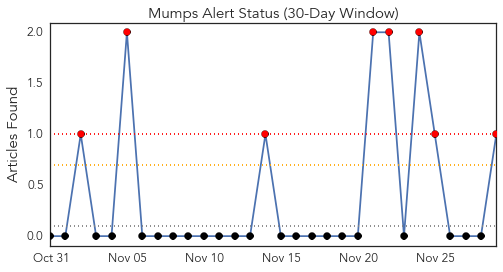 Mumps Alert Status (30-Day Window)
Articles Found
2.0
1.5
1.0
0.5
0.0
Oct 31 Nov 05 Nov 10 Nov 15 Nov 20 Nov 25